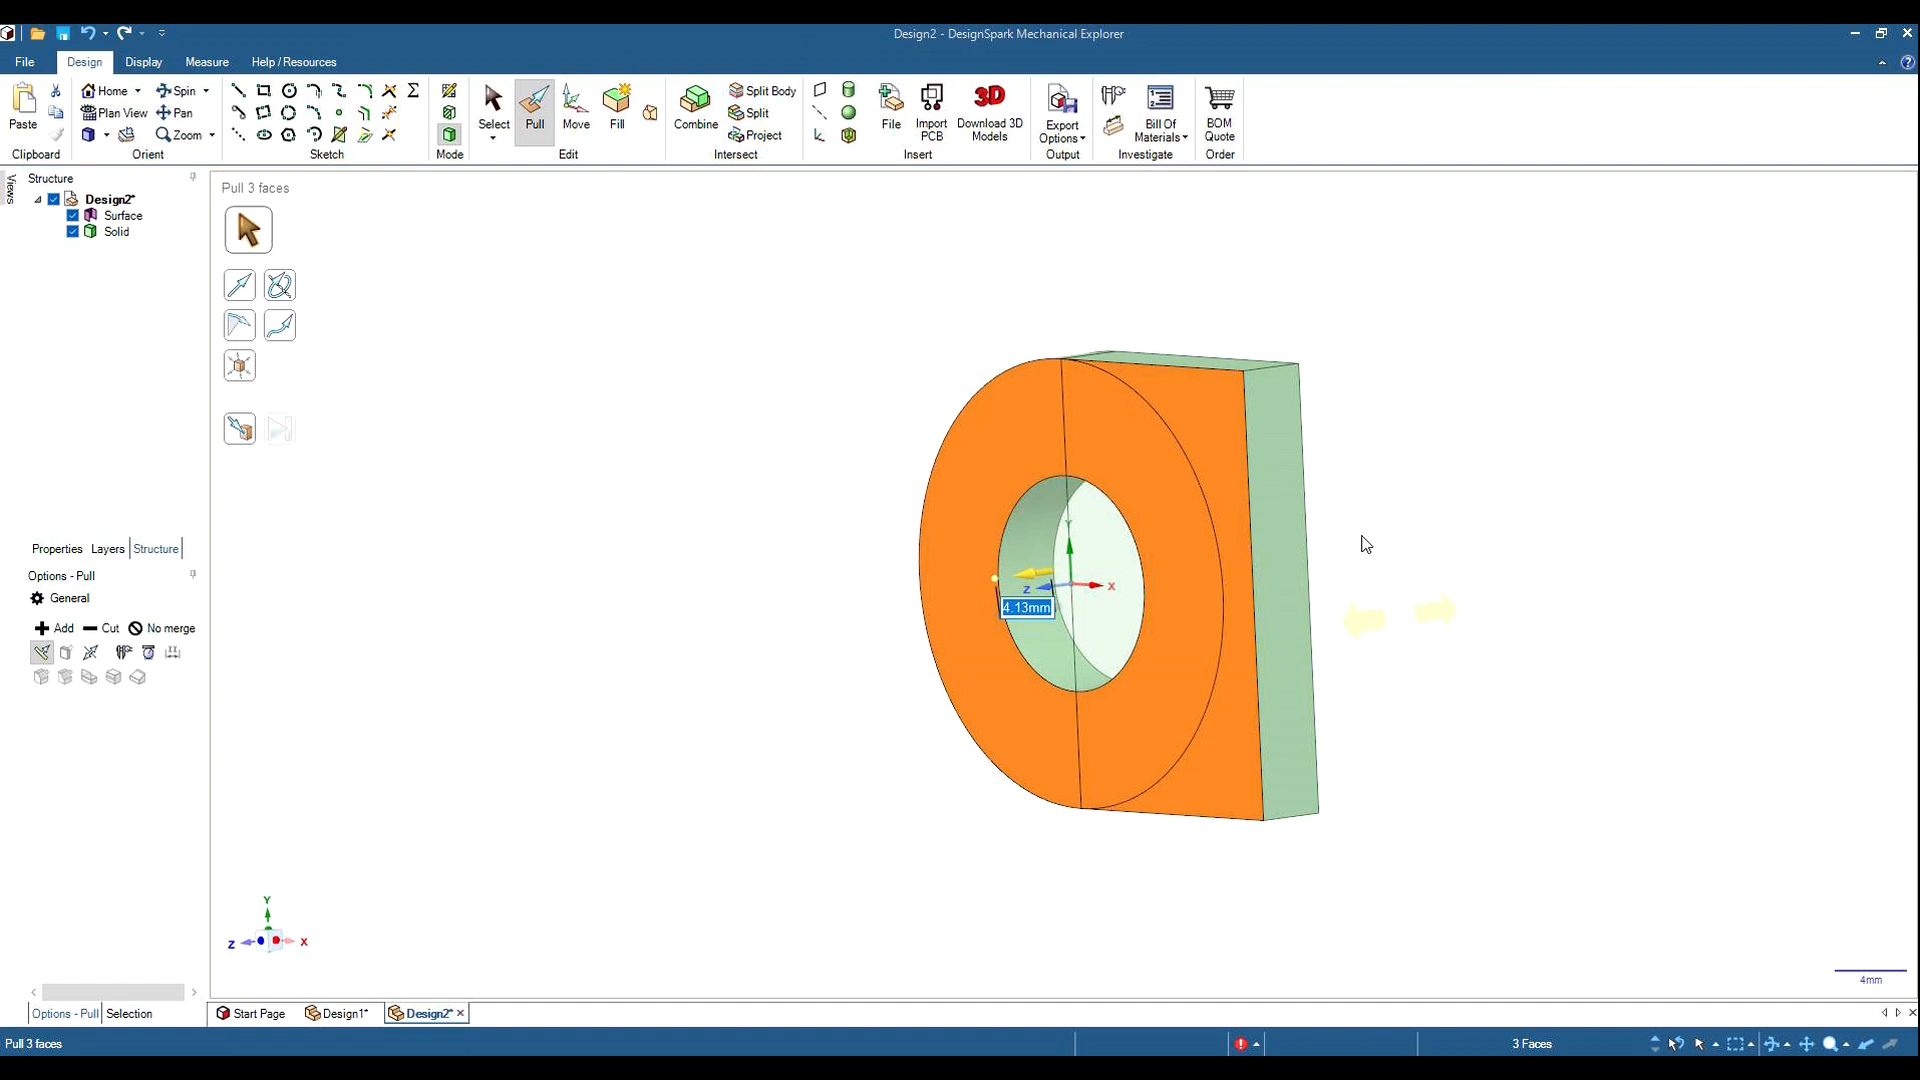 Design2 - DesignSpark Mechanical Explorer
File Design Display Measure Help / Resources
Paste
Clipboard
Home Spin
Plan View Pan
Zoom
Orient
Sketch
Mode
Select Pull Move Fill
Edit
Combine
Split Body
Split
Project
Intersect
File
Import PCB
Download 3D Models
Insert
Export Options
Output
Bill Of Materials
Investigate
BOM Quote
Order
Views
Structure
Design2*
Surface
Solid
Properties Layers Structure
Options - Pull
General
Add Cut No merge
Pull 3 faces
Y
Z
X
4.13mm
Y
Z
X
4mm
Options - Pull Selection
Start Page Design1* Design2*
Pull 3 faces
3 Faces